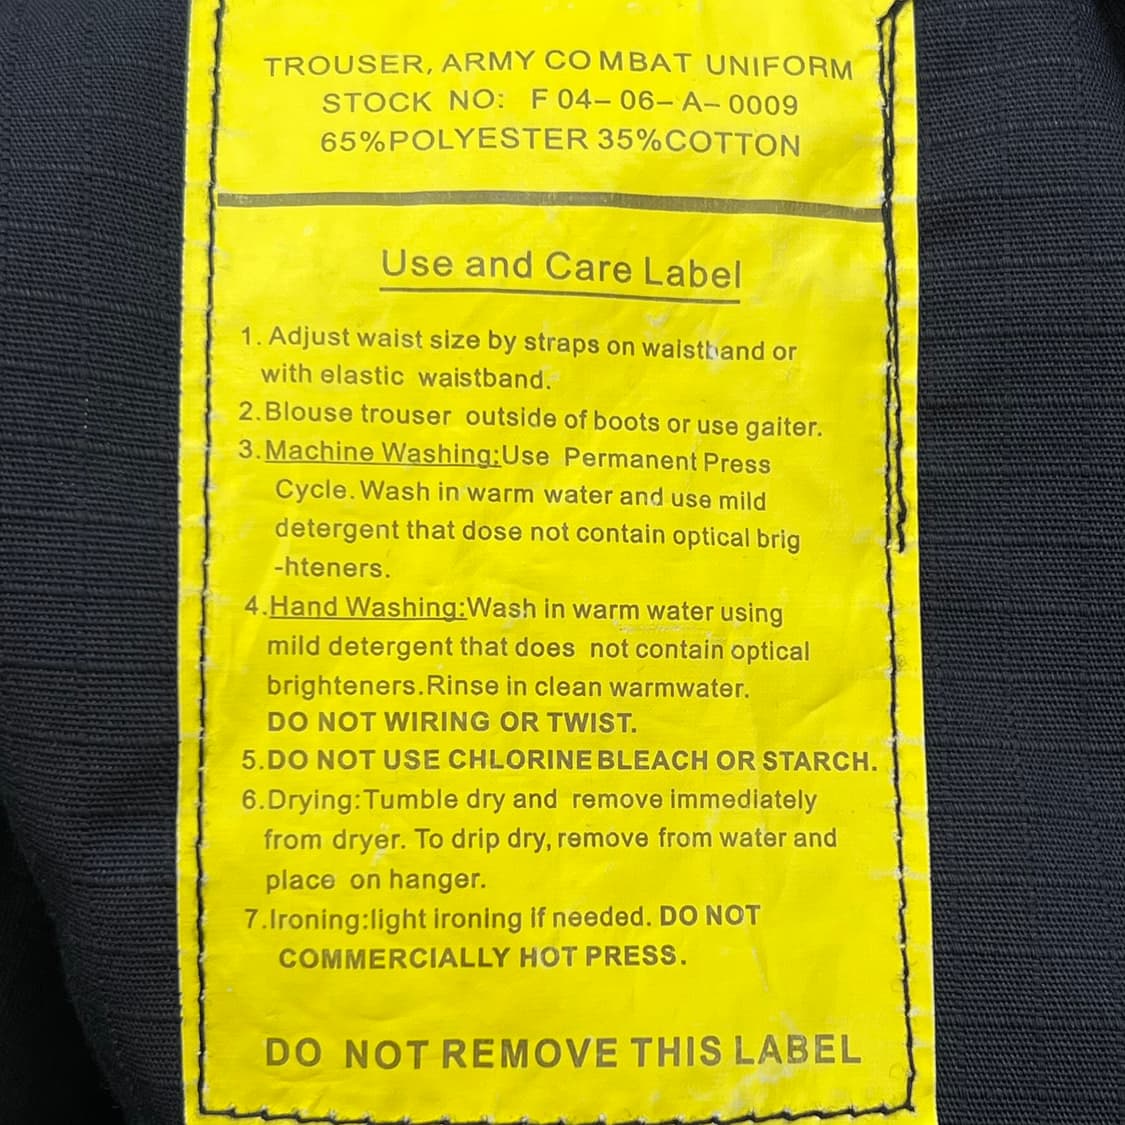 TROUSER, ARMY COMBAT UNIFORM
STOCK NO: F 04-06-A-0009
65%POLYESTER 35%COTTON
Use and Care Label
1. Adjust waist size by straps on waistband or
with elastic waistband.
2.Blouse trouser outside of boots or use gaiter.
3.Machine Washing:Use Permanent Press
Cycle. Wash in warm water and use mild
detergent that dose not contain optical brig
-hteners.
4.Hand Washing:Wash in warm water using
mild detergent that does not contain optical
brighteners.Rinse in clean warmwater.
DO NOT WIRING OR TWIST.
5.DO NOT USE CHLORINE BLEACH OR STARCH.
6.Drying:Tumble dry and remove immediately
from dryer. To drip dry, remove from water and
place on hanger.
7.Ironing:light ironing if needed. DO NOT
COMMERCIALLY HOT PRESS.
DO NOT REMOVE THIS LABEL